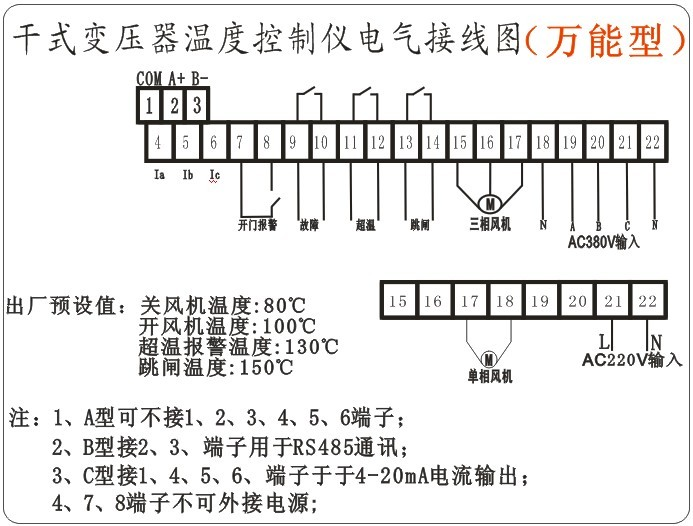 干式变压器温度控制仪电气接线图(万能型)
COM A+ B-
1 2 3
4 5 6 7 8 9 10 11 12 13 14 15 16 17 18 19 20 21 22
Ia Ib Ic 开门报警 故障 超温 跳闸 M 三相风机 N A B C N
AC380V输入
15 16 17 18 19 20 21 22
L N
M
单相风机 AC220V输入
出厂预设值: 关风机温度:80℃
开风机温度:100℃
超温报警温度:130℃
跳闸温度:150℃
注: 1、A型可不接1、2、3、4、5、6端子;
2、B型接2、3、端子用于RS485通讯;
3、C型接1、4、5、6、端子于于4-20mA电流输出;
4、7、8端子不可外接电源;